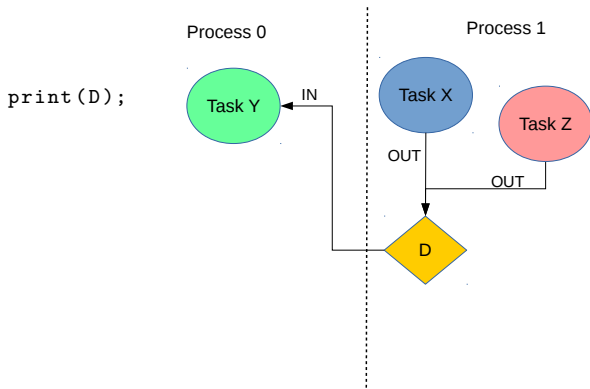 Process 0
Process 1
print(D);
Task Y
IN
Task X
Task Z
OUT
OUT
D